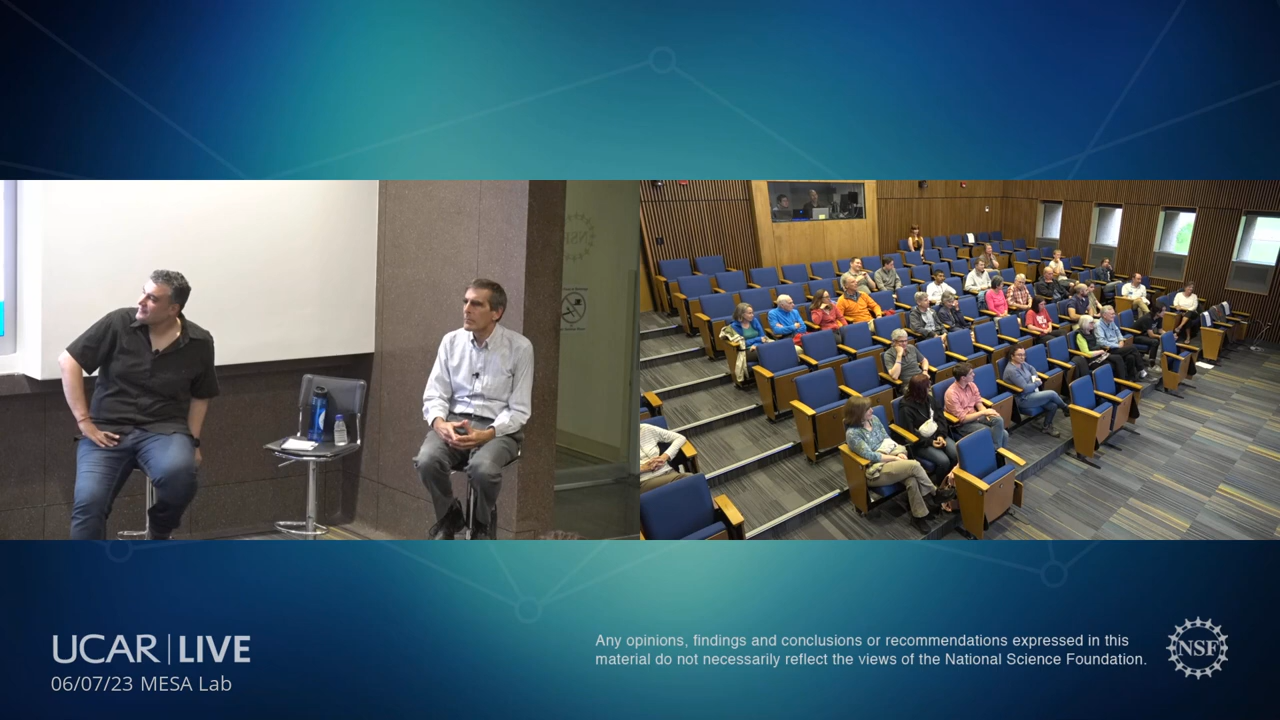 UCAR | LIVE
06/07/23 MESA Lab
Any opinions, findings and conclusions or recommendations expressed in this
material do not necessarily reflect the views of the National Science Foundation.
NSF